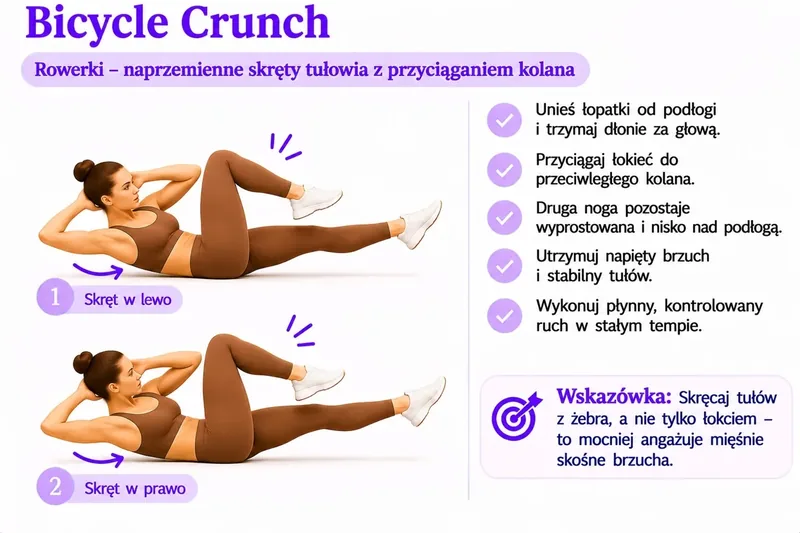 Bicycle Crunch
Rowerki – naprzemienne skręty tułowia z przyciąganiem kolana
1 Skręt w lewo
2 Skręt w prawo
Unieś łopatki od podłogi
i trzymaj dłonie za głową.
Przyciągaj łokieć do
przeciwległego kolana.
Druga noga pozostaje
wyprostowana i nisko nad podłogą.
Utrzymuj napięty brzuch
i stabilny tułów.
Wykonuj płynny, kontrolowany
ruch w stałym tempie.
Wskazówka: Skręcaj tułów
z żebra, a nie tylko łokciem –
to mocniej angażuje mięśnie
skośne brzucha.